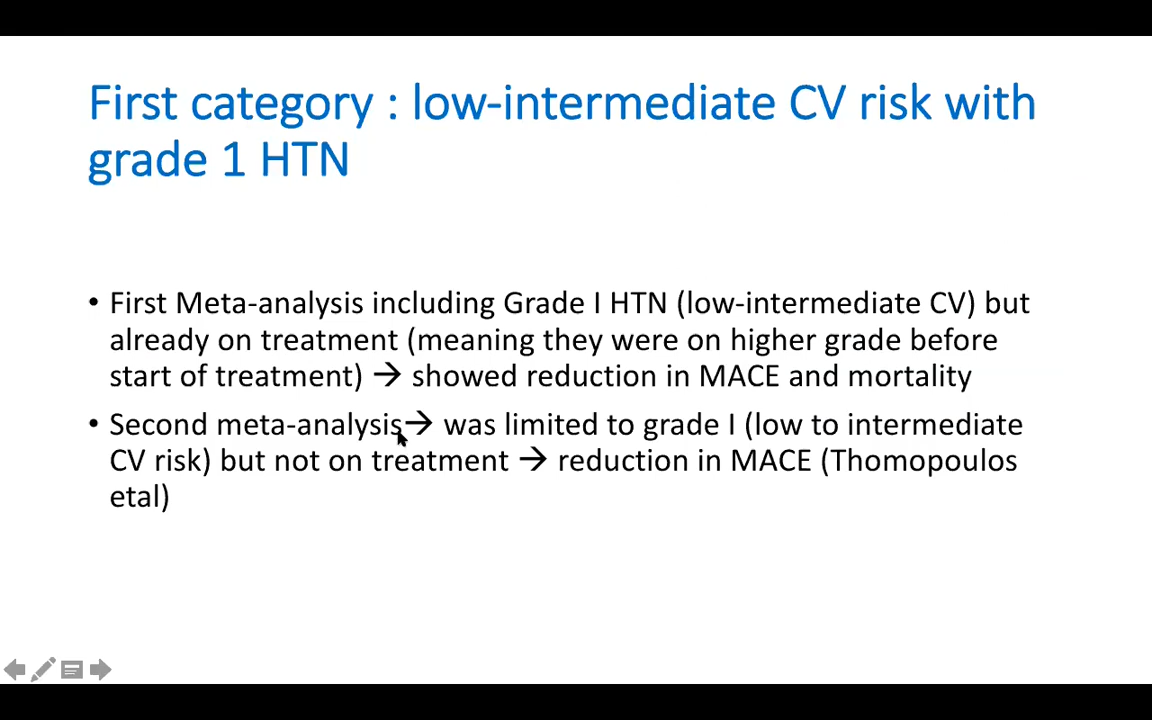 First category : low-intermediate CV risk with
grade 1 HTN
• First Meta-analysis including Grade I HTN (low-intermediate CV) but
already on treatment (meaning they were on higher grade before
start of treatment) → showed reduction in MACE and mortality
• Second meta-analysis→ was limited to grade I (low to intermediate
CV risk) but not on treatment → reduction in MACE (Thomopoulos
etal)